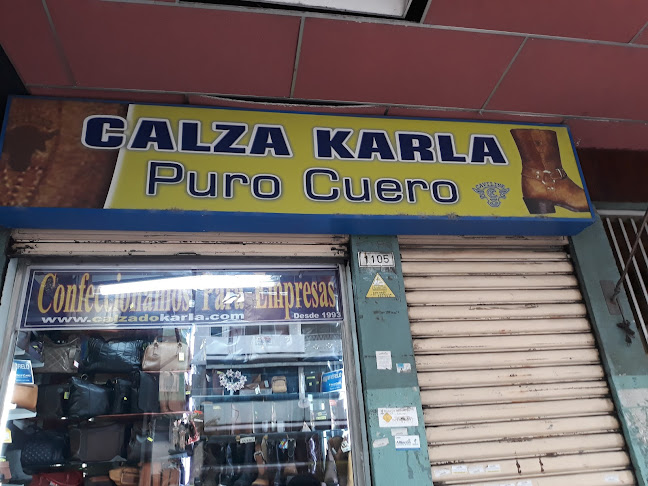 CALZA KARLA
Puro Cuero
1105
Confeccionamos Para Empresas
www.calzadokarla.com
Desde 1993